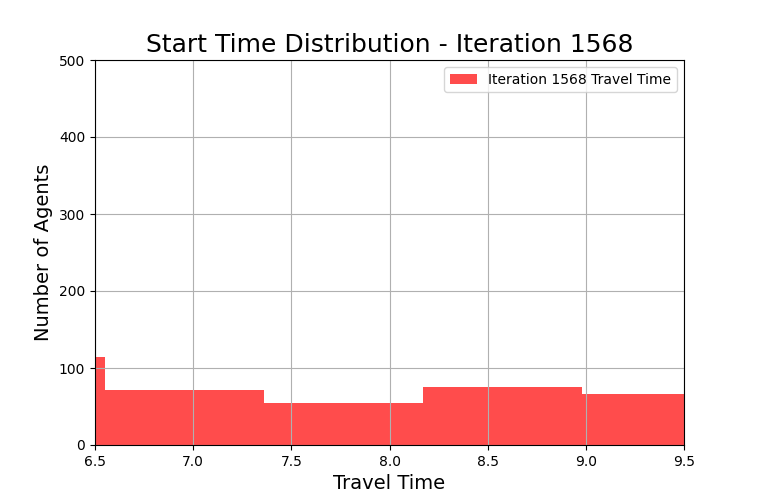 Start Time Distribution - Iteration 1568
Iteration 1568 Travel Time
500
400
300
200
100
0
Number of Agents
6.5 7.0 7.5 8.0 8.5 9.0 9.5
Travel Time